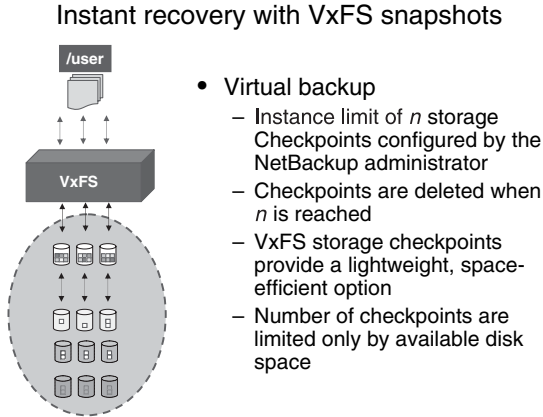 Instant recovery with VxFS snapshots
/user
VxFS
• Virtual backup
– Instance limit of n storage
Checkpoints configured by the
NetBackup administrator
– Checkpoints are deleted when
n is reached
– VxFS storage checkpoints
provide a lightweight, space-
efficient option
– Number of checkpoints are
limited only by available disk
space